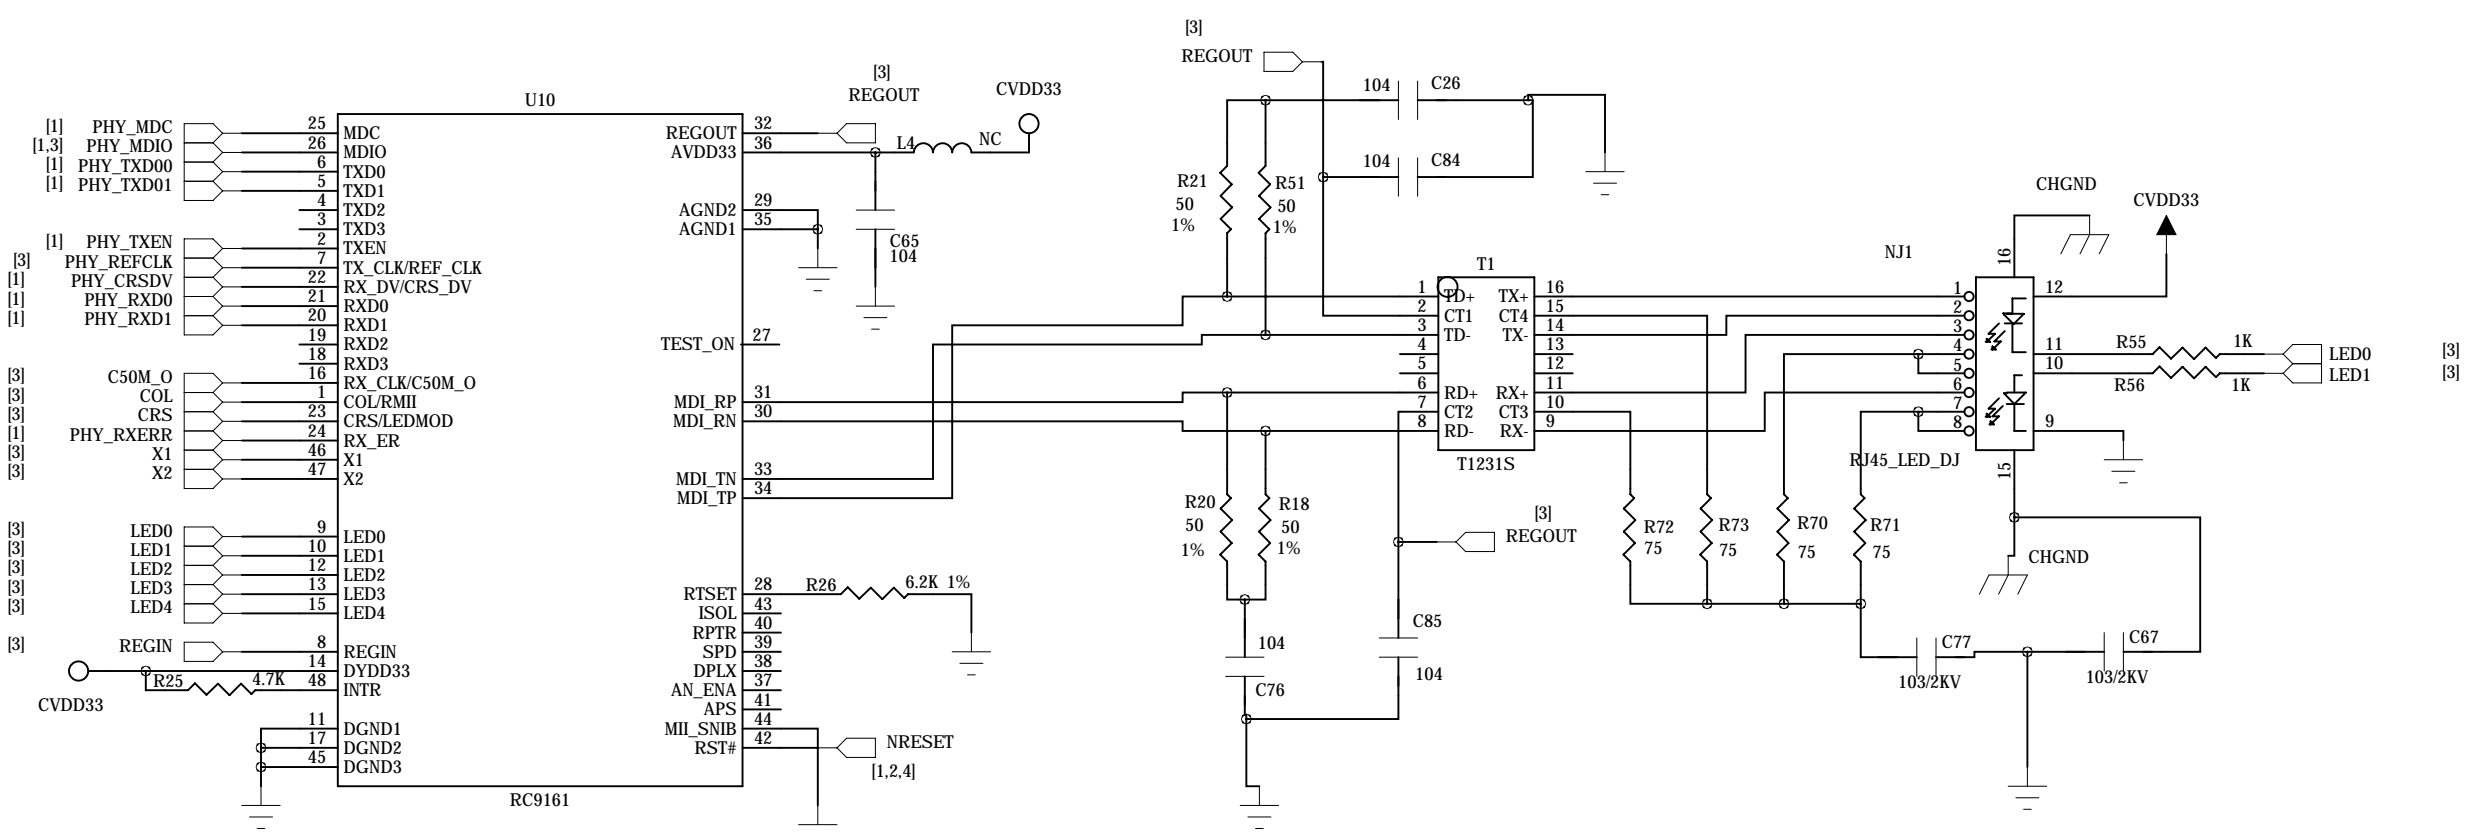 [3]
REGOUT
[3]
REGOUT
CVDD33
U10
104 C26
[1] PHY_MDC 25 MDC
[1,3] PHY_MDIO 26 MDIO
[1] PHY_TXD00 6 TXD0
[1] PHY_TXD01 5 TXD1
4 TXD2
3 TXD3
[1] PHY_TXEN 2 TXEN
[3] PHY_REFCLK 7 TX_CLK/REF_CLK
[1] PHY_CRSDV 22 RX_DV/CRS_DV
[1] PHY_RXD0 21 RXD0
[1] PHY_RXD1 20 RXD1
19 RXD2
18 RXD3
[3] C50M_O 16 RX_CLK/C50M_O
[3] COL 1 COL/RMII
[3] CRS 23 CRS/LEDMOD
[1] PHY_RXERR 24 RX_ER
[3] X1 46 X1
[3] X2 47 X2
[3] LED0 9 LED0
[3] LED1 10 LED1
[3] LED2 12 LED2
[3] LED3 13 LED3
[3] LED4 15 LED4
[3] REGIN 8 REGIN
14 DYDD33
R25 4.7K 48 INTR
CVDD33
11 DGND1
17 DGND2
45 DGND3
RC9161
REGOUT 32
AVDD33 36
L4 NC
AGND2 29
AGND1 35
C65
104
TEST_ON 27
MDI_RP 31
MDI_RN 30
MDI_TN 33
MDI_TP 34
RTSET 28 R26 6.2K 1%
ISOL 43
RPTR 40
SPD 39
DPLX 38
AN_ENA 37
APS 41
MII_SNIB 44
RST# 42 NRESET
[1,2,4]
104 C84
R21
50
1%
R51
50
1%
T1
1 TD+ TX+ 16
2 CT1 CT4 15
3 TD- TX- 14
4 13
5 12
6 RD+ RX+ 11
7 CT2 CT3 10
8 RD- RX- 9
T1231S
R20
50
1%
R18
50
1%
[3]
REGOUT
104
C76
C85
104
R72
75
R73
75
R70
75
R71
75
CHGND
CVDD33
NJ1
16
1
2
3
4
5
6
7
8
12
11
10
9
15
RJ45_LED_DJ
R55 1K LED0 [3]
R56 1K LED1 [3]
CHGND
C77
103/2KV
C67
103/2KV